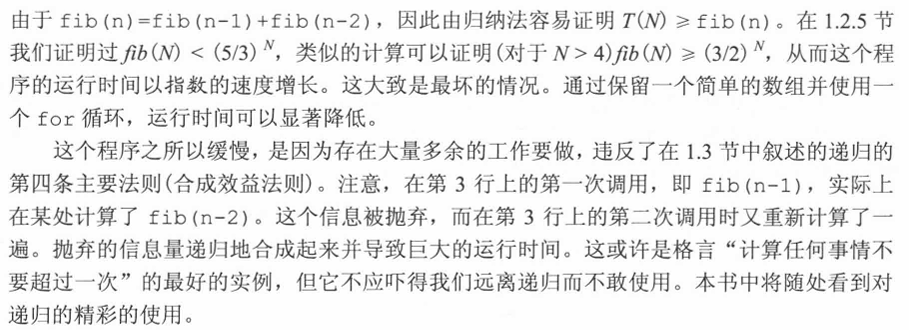 由于 fib(n)=fib(n-1)+fib(n-2)，因此由归纳法容易证明 T(N) ≥ fib(n)。在 1.2.5 节
我们证明过 fib(N) < (5/3)ᴺ，类似的计算可以证明(对于 N > 4) fib(N) ≥ (3/2)ᴺ，从而这个程
序的运行时间以指数的速度增长。这大致是最坏的情况。通过保留一个简单的数组并使用一
个 for 循环，运行时间可以显著降低。
这个程序之所以缓慢，是因为存在大量多余的工作要做，违反了在 1.3 节中叙述的递归的
第四条主要法则(合成效益法则)。注意，在第 3 行上的第一次调用，即 fib(n-1)，实际上
在某处计算了 fib(n-2)。这个信息被抛弃，而在第 3 行上的第二次调用时又重新计算了一
遍。抛弃的信息量递归地合成起来并导致巨大的运行时间。这或许是格言“计算任何事情不
要超过一次”的最好的实例，但它不应吓得我们远离递归而不敢使用。本书中将随处看到对
递归的精彩的使用。